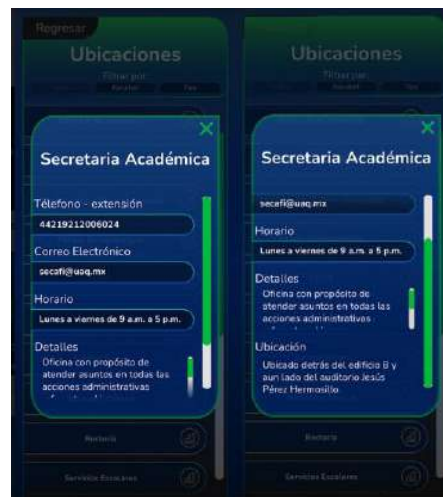 Regresar
Ubicaciones
Filtrar por:
Secretaria Académica
Télefono - extensión
44219212006024
Correo Electrónico
secafi@uaq.mx
Horario
Lunes a viernes de 9 a.m. a 5 p.m.
Detalles
Oficina con propósito de
atender asuntos en todas las
acciones administrativas
Rectoría
Servicios Escolares
Ubicaciones
Filtrar por:
Secretaria Académica
secafi@uaq.mx
Horario
Lunes a viernes de 9 a.m. a 5 p.m.
Detalles
Oficina con propósito de
atender asuntos en todas las
acciones administrativas
Ubicación
Ubicado detrás del edificio B y
aun lado del auditorio Jesús
Pérez Hermosillo.
Rectoría
Servicios Escolares